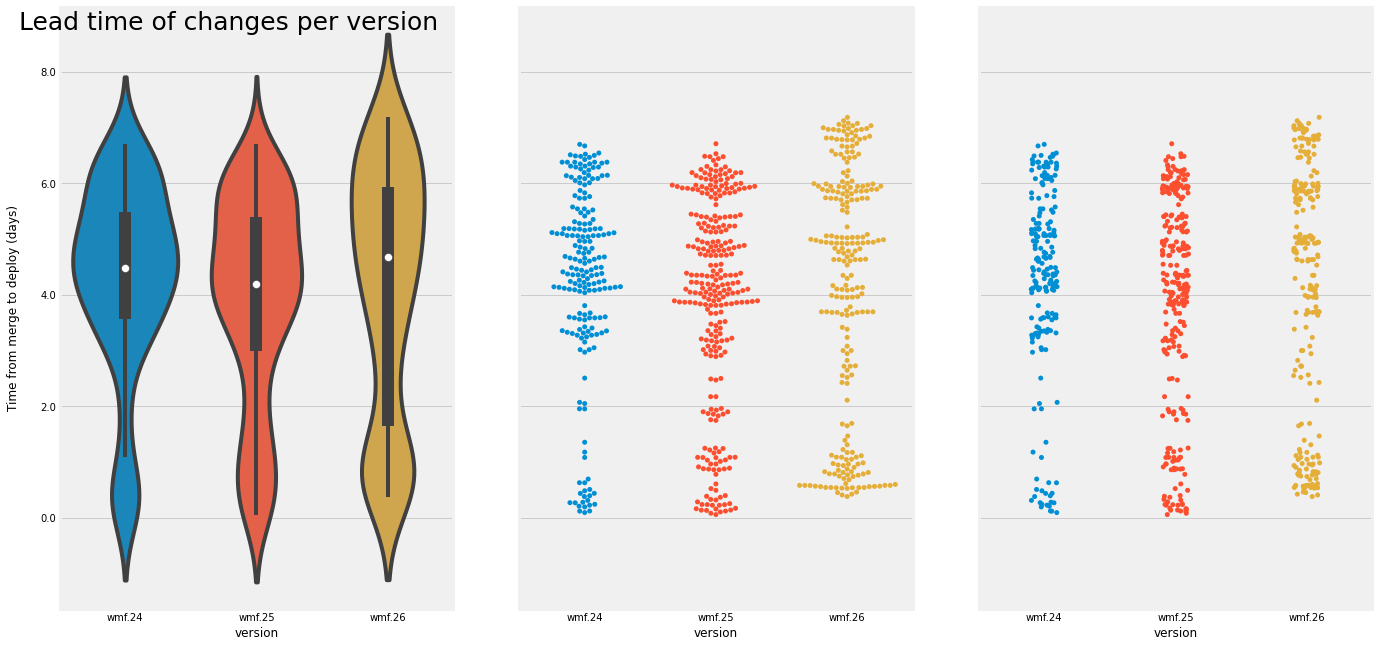 Lead time of changes per version
Time from merge to deploy (days)
8.0
6.0
4.0
2.0
0.0
wmf.24 wmf.25 wmf.26
version
wmf.24 wmf.25 wmf.26
version
wmf.24 wmf.25 wmf.26
version